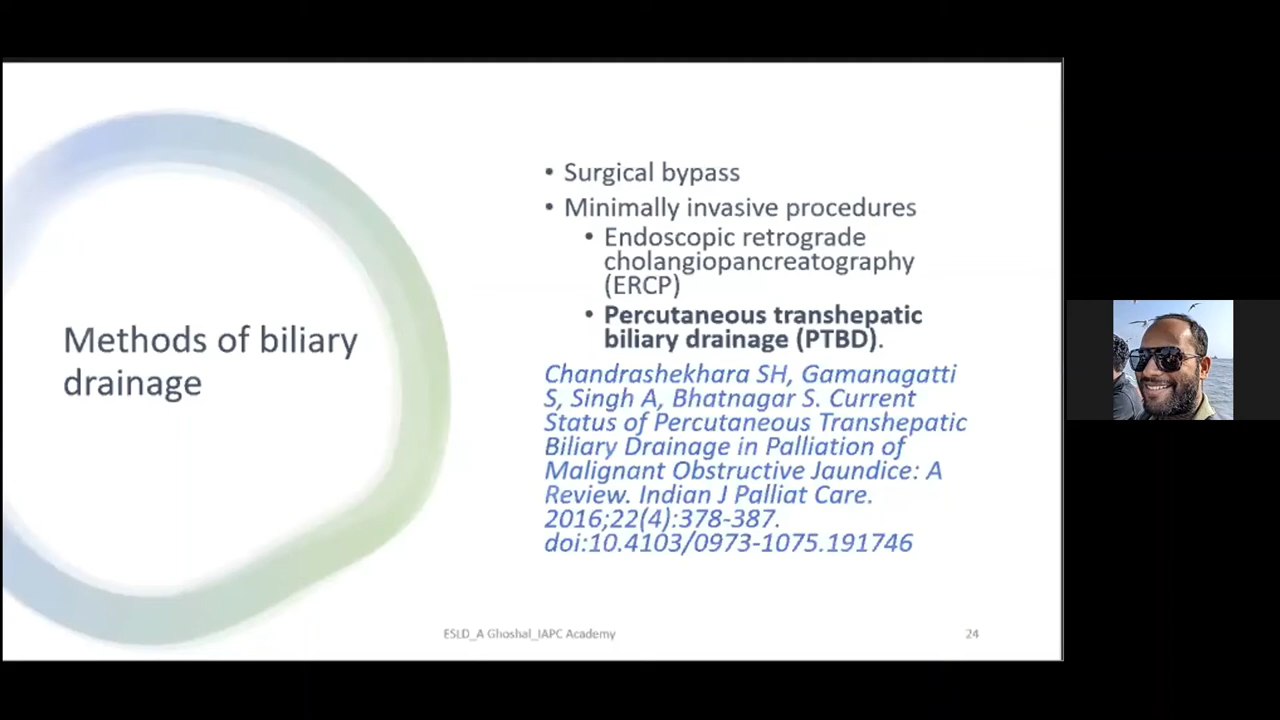 Methods of biliary
drainage
• Surgical bypass
• Minimally invasive procedures
• Endoscopic retrograde
cholangiopancreatography
(ERCP)
• Percutaneous transhepatic
biliary drainage (PTBD).
Chandrashekhara SH, Gamanagatti
S, Singh A, Bhatnagar S. Current
Status of Percutaneous Transhepatic
Biliary Drainage in Palliation of
Malignant Obstructive Jaundice: A
Review. Indian J Palliat Care.
2016;22(4):378-387.
doi:10.4103/0973-1075.191746
ESLD_A Ghoshal_IAPC Academy
24